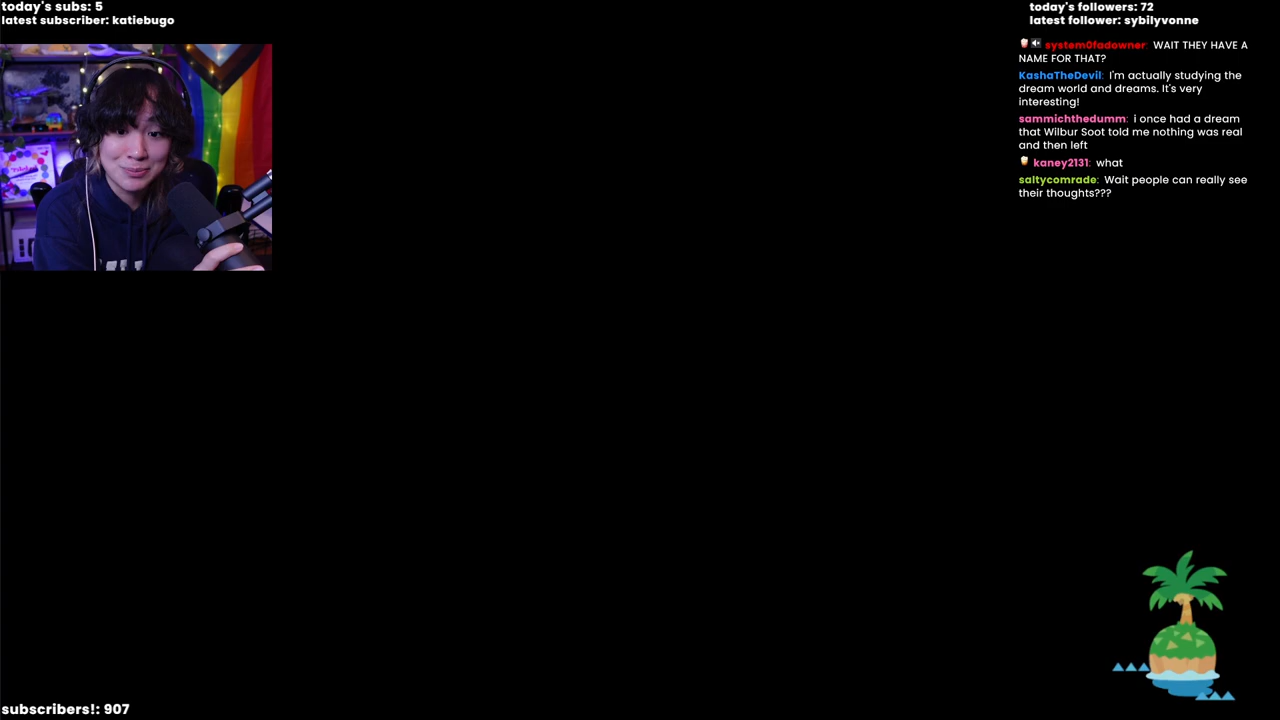 today's subs: 5
latest subscriber: katiebugo
today's followers: 72
latest follower: sybilyvonne
system0fadowner: WAIT THEY HAVE A
NAME FOR THAT?
KashaTheDevil: I'm actually studying the
dream world and dreams. It's very
interesting!
sammichthedumm: i once had a dream
that Wilbur Soot told me nothing was real
and then left
kaney2131: what
saltycomrade: Wait people can really see
their thoughts???
subscribers!: 907